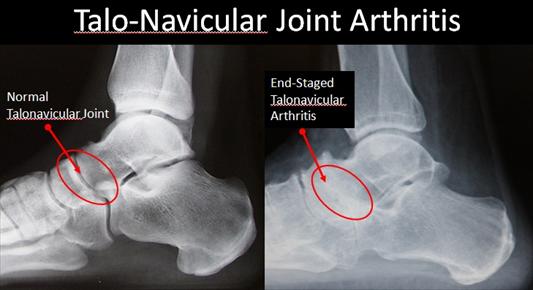 Talo-Navicular Joint Arthritis
Normal
Talonavicular Joint
End-Staged
Talonavicular
Arthritis